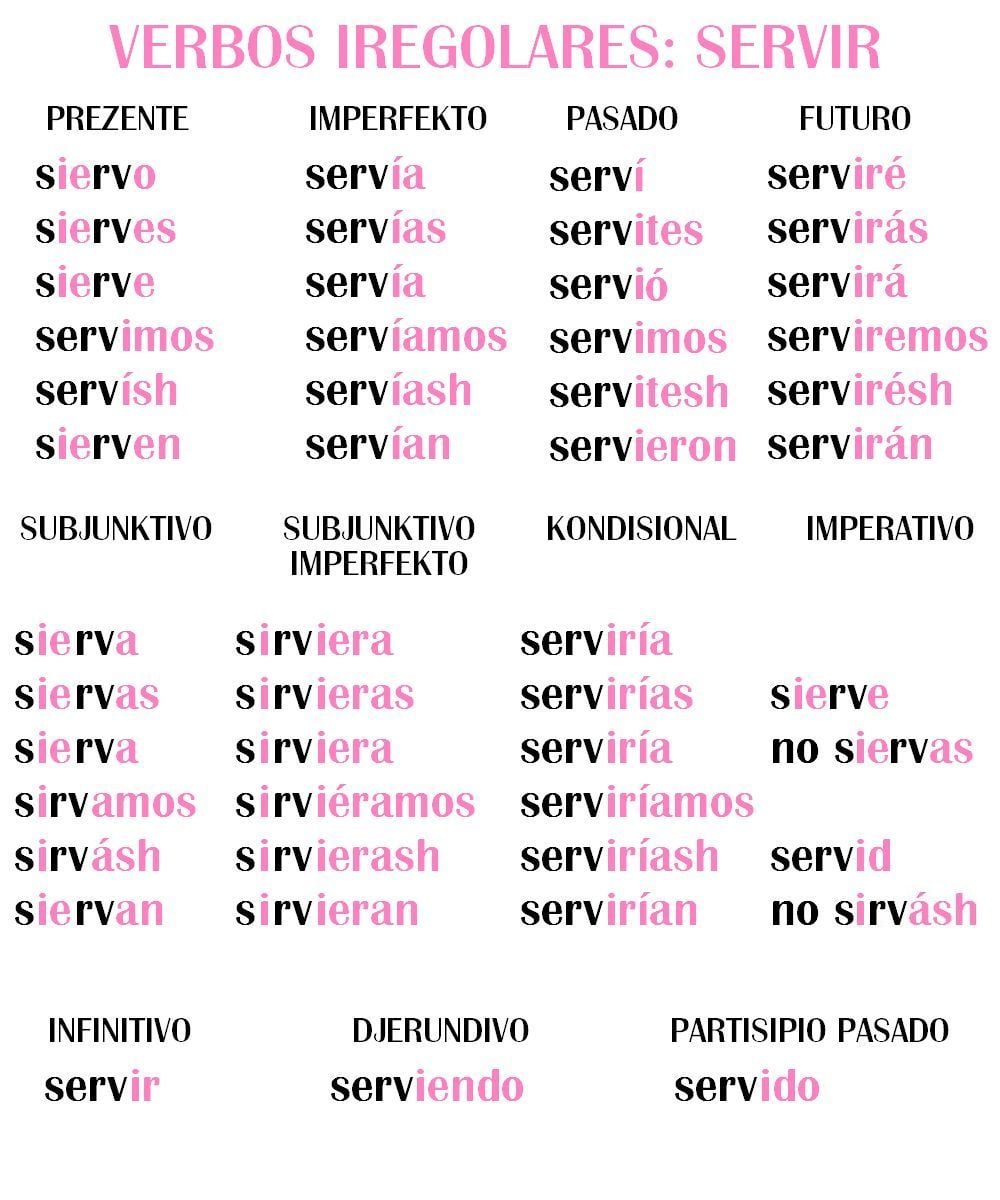 VERBOS IREGOLARES: SERVIR
PREZENTE IMPERFEKTO PASADO FUTURO
siervo servía serví serviré
sierves servías servites servirás
sierve servía servió servirá
servimos servíamos servimos serviremos
servísh servíash servitesh servirésh
sierven servían servieron servirán
SUBJUNKTIVO SUBJUNKTIVO KONDISIONAL IMPERATIVO
IMPERFEKTO
sierva sirviera serviría
siervas sirvieras servirías sierve
sierva sirviera serviría no siervas
sirvamos sirviéramos serviríamos
sirvásh sirvierash serviríash servid
siervan sirvieran servirían no sirvásh
INFINITIVO DJERUNDIVO PARTISIPIO PASADO
servir serviendo servido